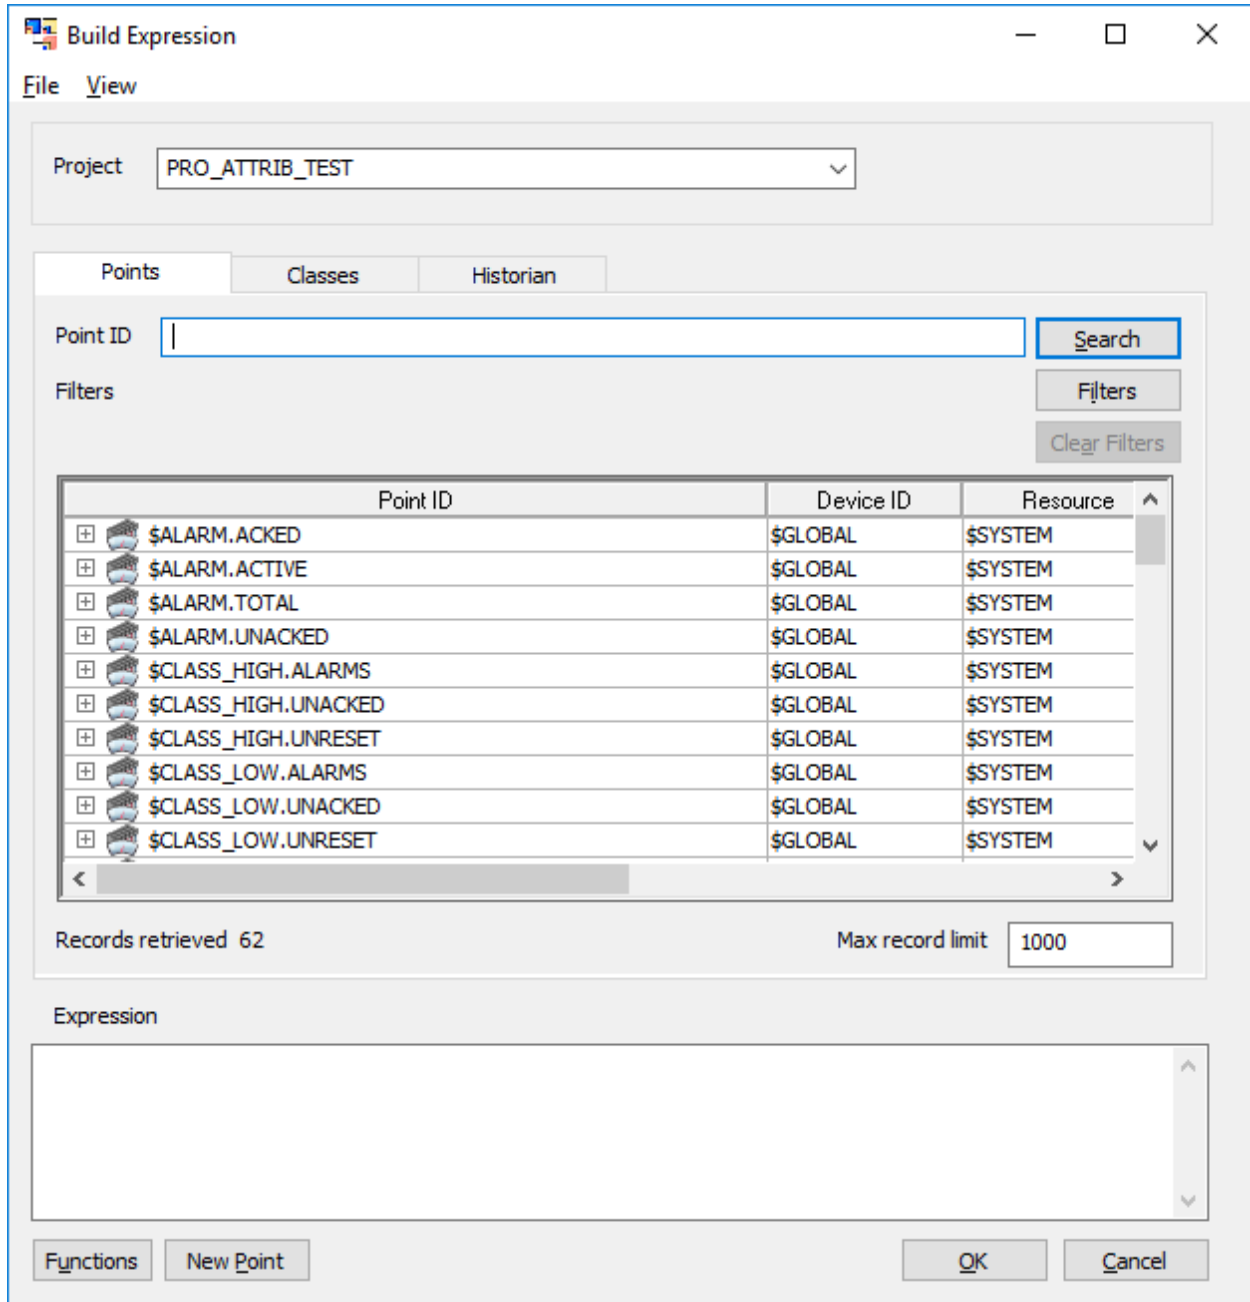 Build Expression
File View
Project PRO_ATTRIB_TEST
Points Classes Historian
Point ID Search
Filters Filters
Clear Filters
Point ID Device ID Resource
$ALARM.ACKED $GLOBAL $SYSTEM
$ALARM.ACTIVE $GLOBAL $SYSTEM
$ALARM.TOTAL $GLOBAL $SYSTEM
$ALARM.UNACKED $GLOBAL $SYSTEM
$CLASS_HIGH.ALARMS $GLOBAL $SYSTEM
$CLASS_HIGH.UNACKED $GLOBAL $SYSTEM
$CLASS_HIGH.UNRESET $GLOBAL $SYSTEM
$CLASS_LOW.ALARMS $GLOBAL $SYSTEM
$CLASS_LOW.UNACKED $GLOBAL $SYSTEM
$CLASS_LOW.UNRESET $GLOBAL $SYSTEM
Records retrieved 62 Max record limit 1000
Expression
Functions New Point OK Cancel